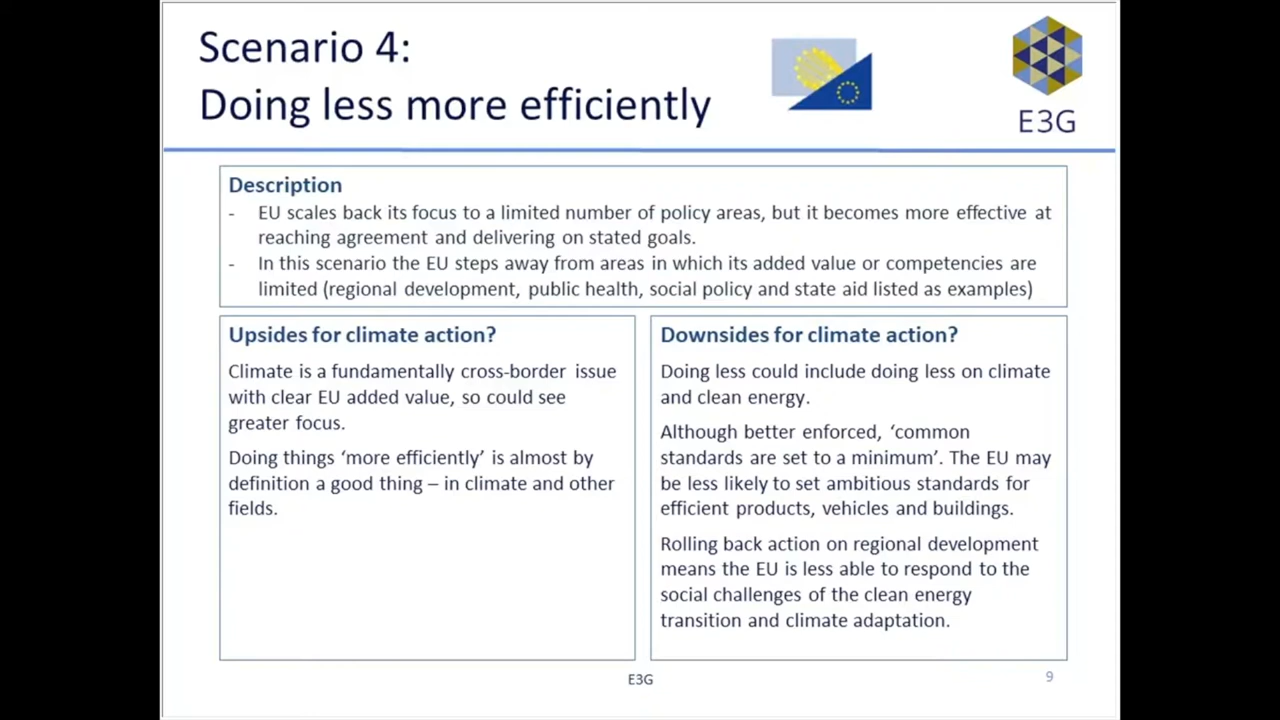 Scenario 4:
Doing less more efficiently
E3G
Description
- EU scales back its focus to a limited number of policy areas, but it becomes more effective at
reaching agreement and delivering on stated goals.
- In this scenario the EU steps away from areas in which its added value or competencies are
limited (regional development, public health, social policy and state aid listed as examples)
Upsides for climate action?
Climate is a fundamentally cross-border issue
with clear EU added value, so could see
greater focus.
Doing things ‘more efficiently’ is almost by
definition a good thing – in climate and other
fields.
Downsides for climate action?
Doing less could include doing less on climate
and clean energy.
Although better enforced, ‘common
standards are set to a minimum’. The EU may
be less likely to set ambitious standards for
efficient products, vehicles and buildings.
Rolling back action on regional development
means the EU is less able to respond to the
social challenges of the clean energy
transition and climate adaptation.
E3G
9